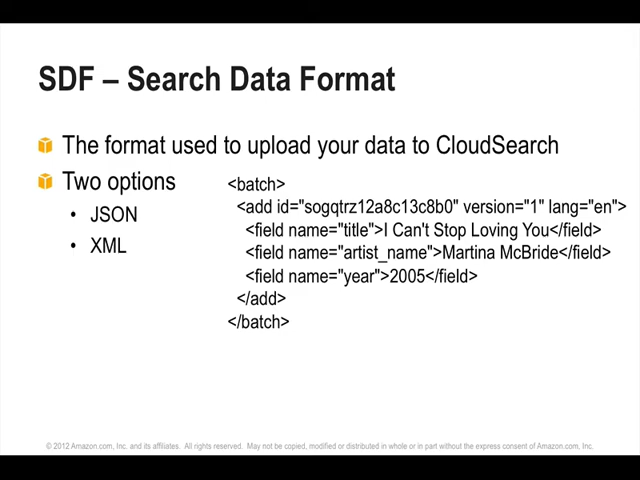 SDF – Search Data Format
The format used to upload your data to CloudSearch
Two options
• JSON
• XML
<batch>
<add id="sogqtrz12a8c13c8b0" version="1" lang="en">
<field name="title">I Can't Stop Loving You</field>
<field name="artist_name">Martina McBride</field>
<field name="year">2005</field>
</add>
</batch>
© 2012 Amazon.com, Inc. and its affiliates. All rights reserved. May not be copied, modified or distributed in whole or in part without the express consent of Amazon.com, Inc.